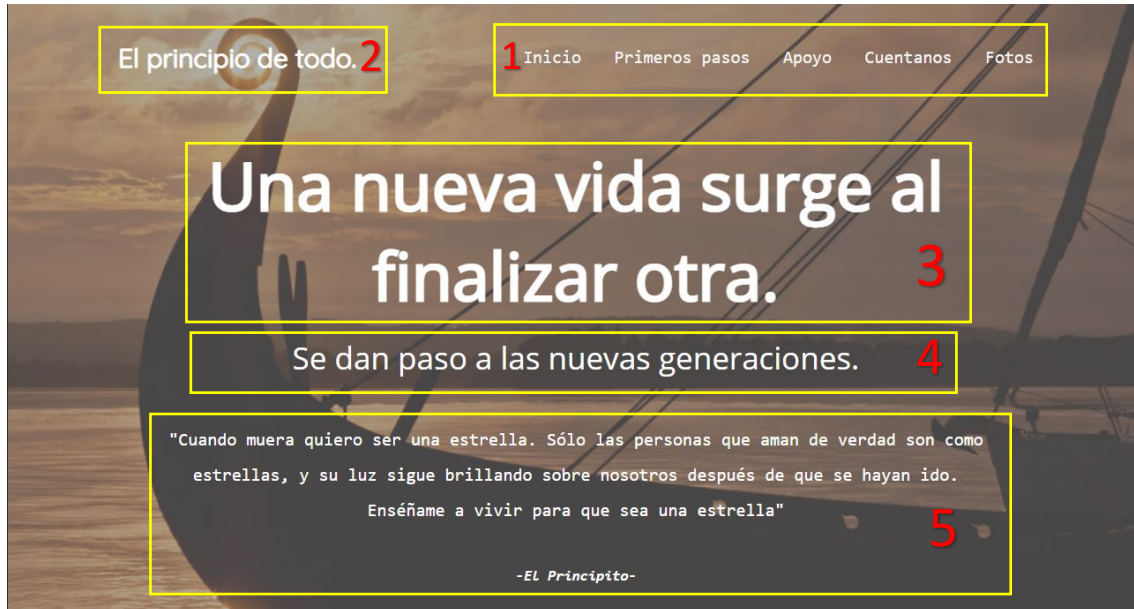 El principio de todo. 2
1 Inicio Primeros pasos Apoyo Cuentanos Fotos
Una nueva vida surge al
finalizar otra. 3
Se dan paso a las nuevas generaciones. 4
"Cuando muera quiero ser una estrella. Sólo las personas que aman de verdad son como
estrellas, y su luz sigue brillando sobre nosotros después de que se hayan ido.
Enséñame a vivir para que sea una estrella" 5
-El Principito-